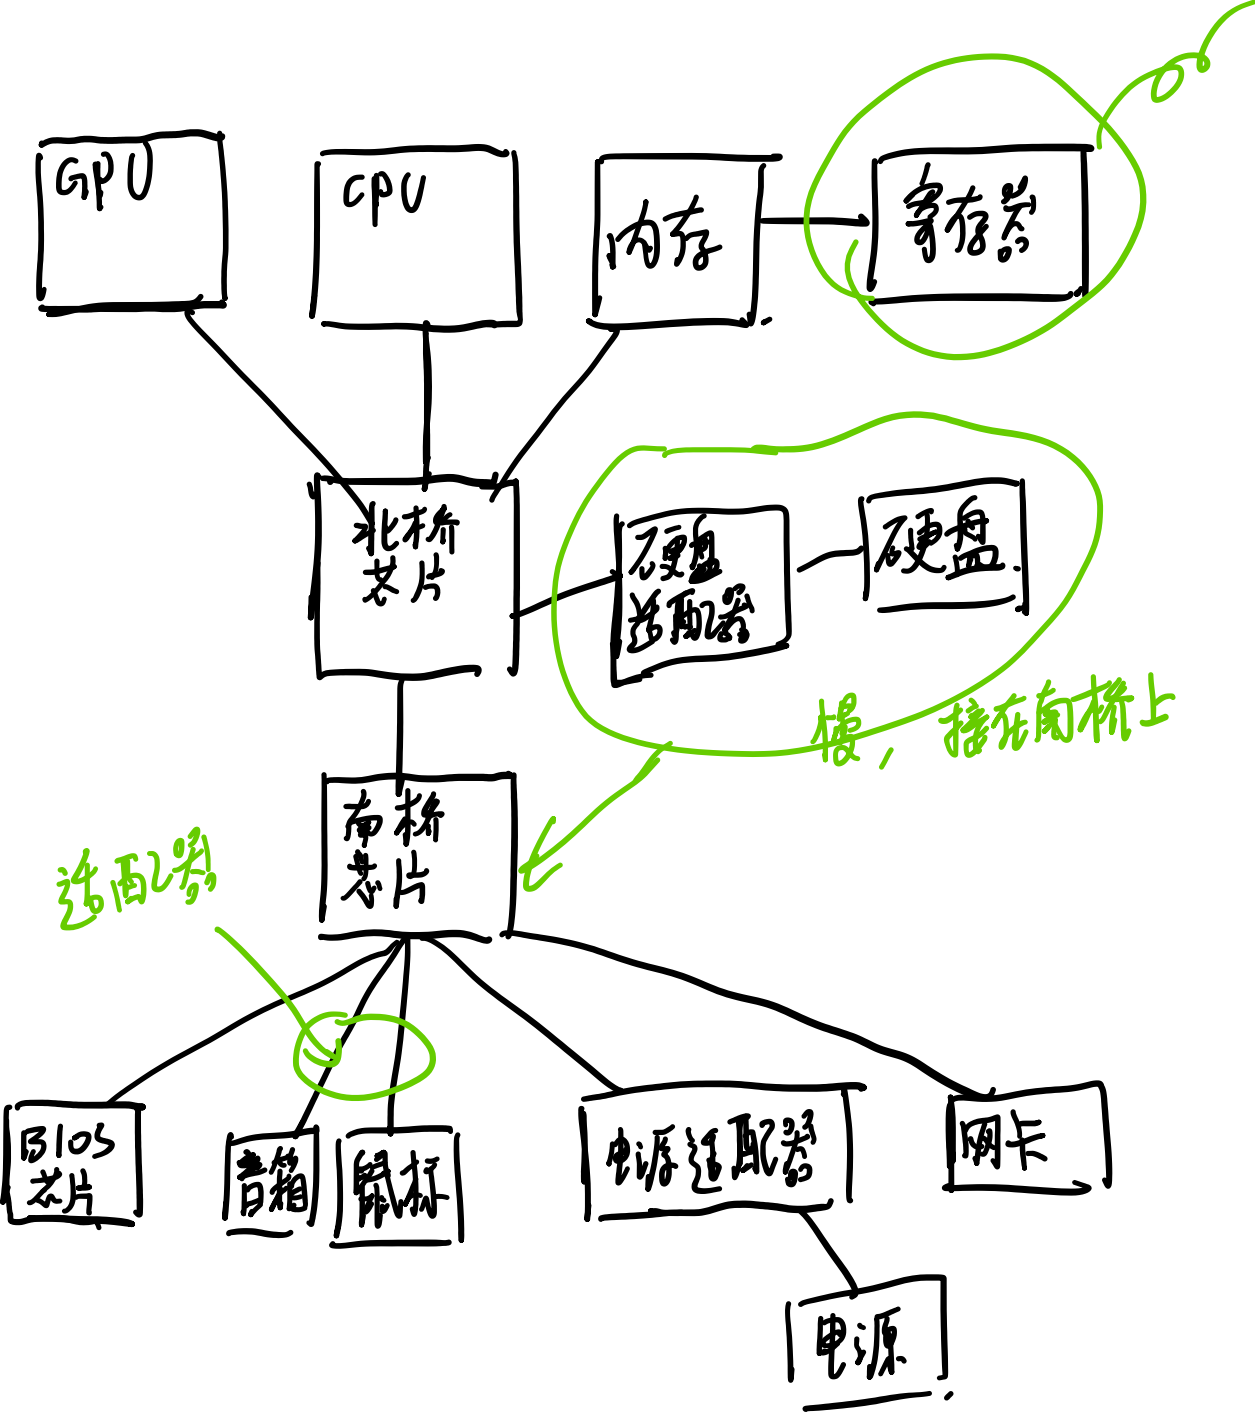 GPU
CPU
内存
寄存器
北桥
芯片
硬盘
适配器
硬盘
慢，接在南桥上
南桥
芯片
适配器
BIOS
芯片
音箱
鼠标
电源适配器
网卡
电源